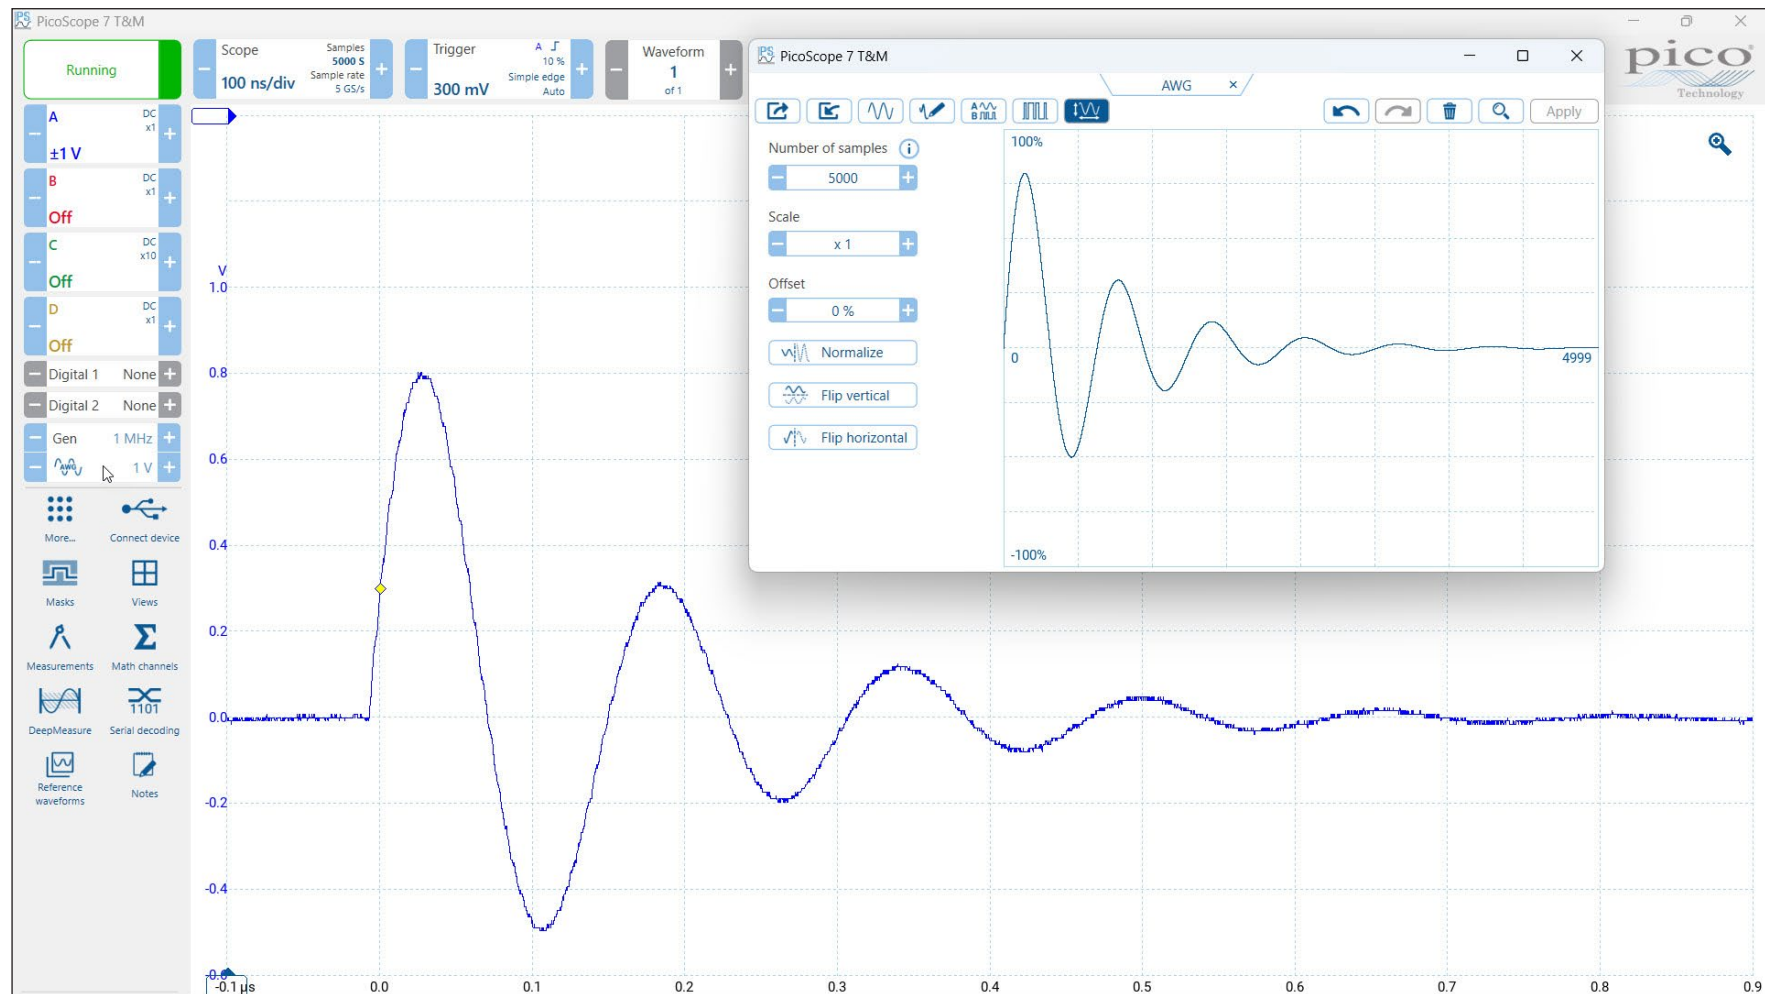 PicoScope 7 T&M
Running
Scope
100 ns/div
Samples
5000 S
Sample rate
5 GS/s
Trigger
300 mV
A
10 %
Simple edge
Auto
Waveform
1
of 1
pico
Technology
A
DC
x1
±1 V
B
DC
x1
Off
C
DC
x10
Off
D
DC
x1
Off
Digital 1 None
Digital 2 None
Gen 1 MHz
AWG 1 V
More...
Connect device
Masks
Views
Measurements
Math channels
DeepMeasure
1101
Serial decoding
Reference
waveforms
Notes
PicoScope 7 T&M
AWG
A
B
Apply
Number of samples
i
5000
Scale
x 1
Offset
0 %
Normalize
Flip vertical
Flip horizontal
100%
0
4999
-100%
V
1.0
0.8
0.6
0.4
0.2
0.0
-0.2
-0.4
-0.6
-0.1 µs
0.0
0.1
0.2
0.3
0.4
0.5
0.6
0.7
0.8
0.9